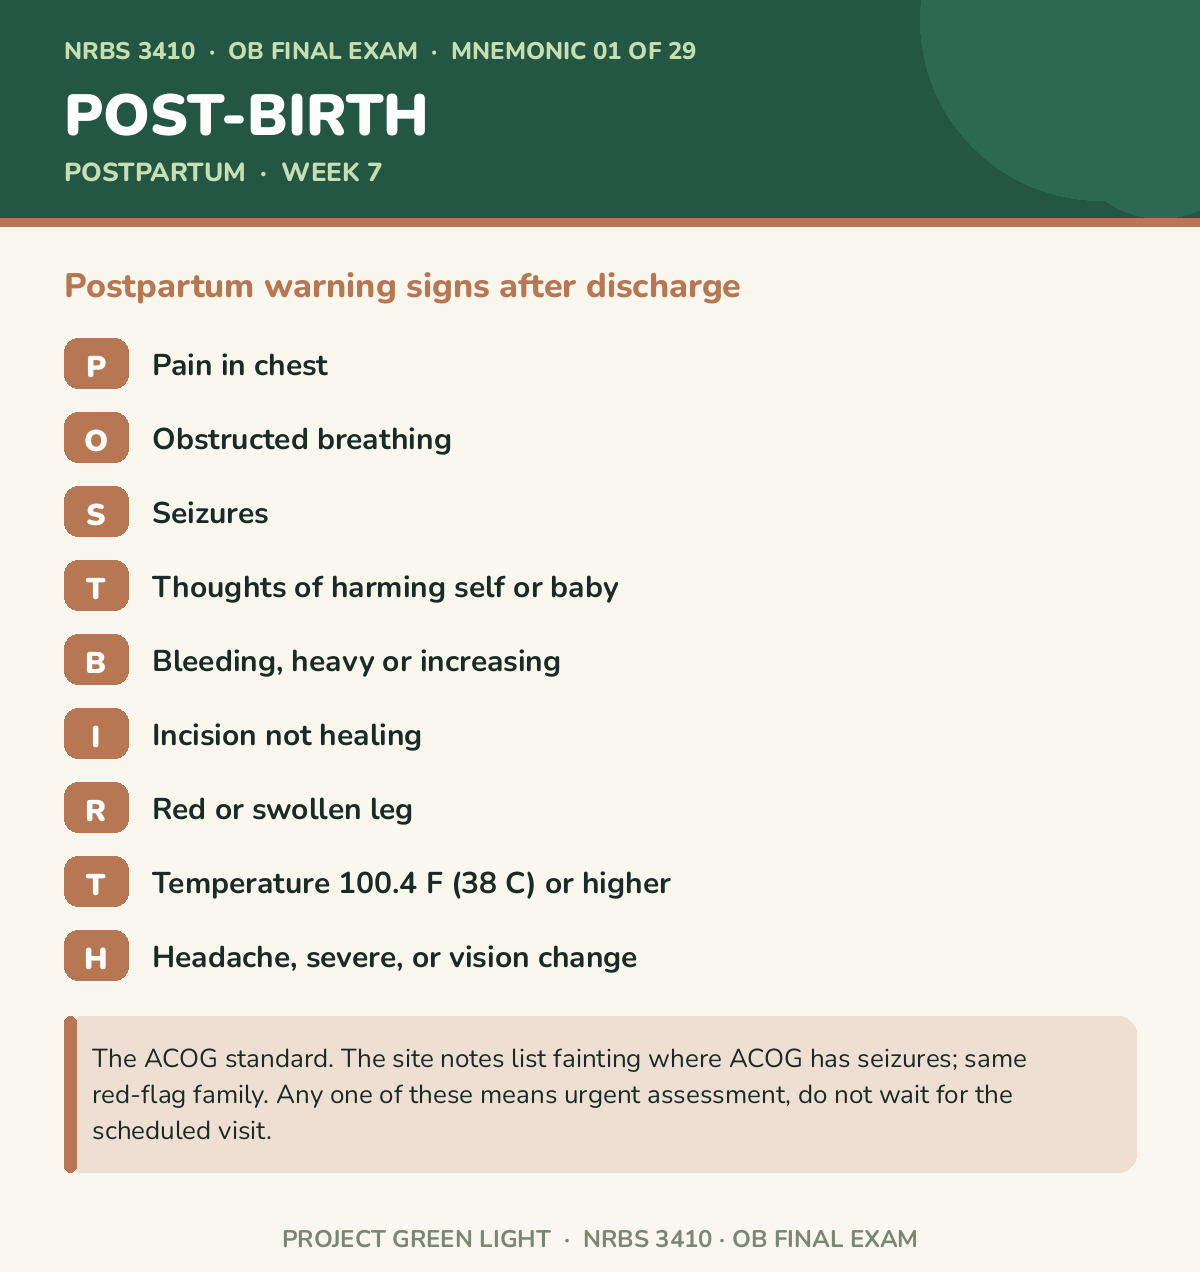 NRBS 3410 · OB FINAL EXAM · MNEMONIC 01 OF 29
POST-BIRTH
POSTPARTUM · WEEK 7
Postpartum warning signs after discharge
P Pain in chest
O Obstructed breathing
S Seizures
T Thoughts of harming self or baby
B Bleeding, heavy or increasing
I Incision not healing
R Red or swollen leg
T Temperature 100.4 F (38 C) or higher
H Headache, severe, or vision change
The ACOG standard. The site notes list fainting where ACOG has seizures; same
red-flag family. Any one of these means urgent assessment, do not wait for the
scheduled visit.
PROJECT GREEN LIGHT · NRBS 3410 · OB FINAL EXAM